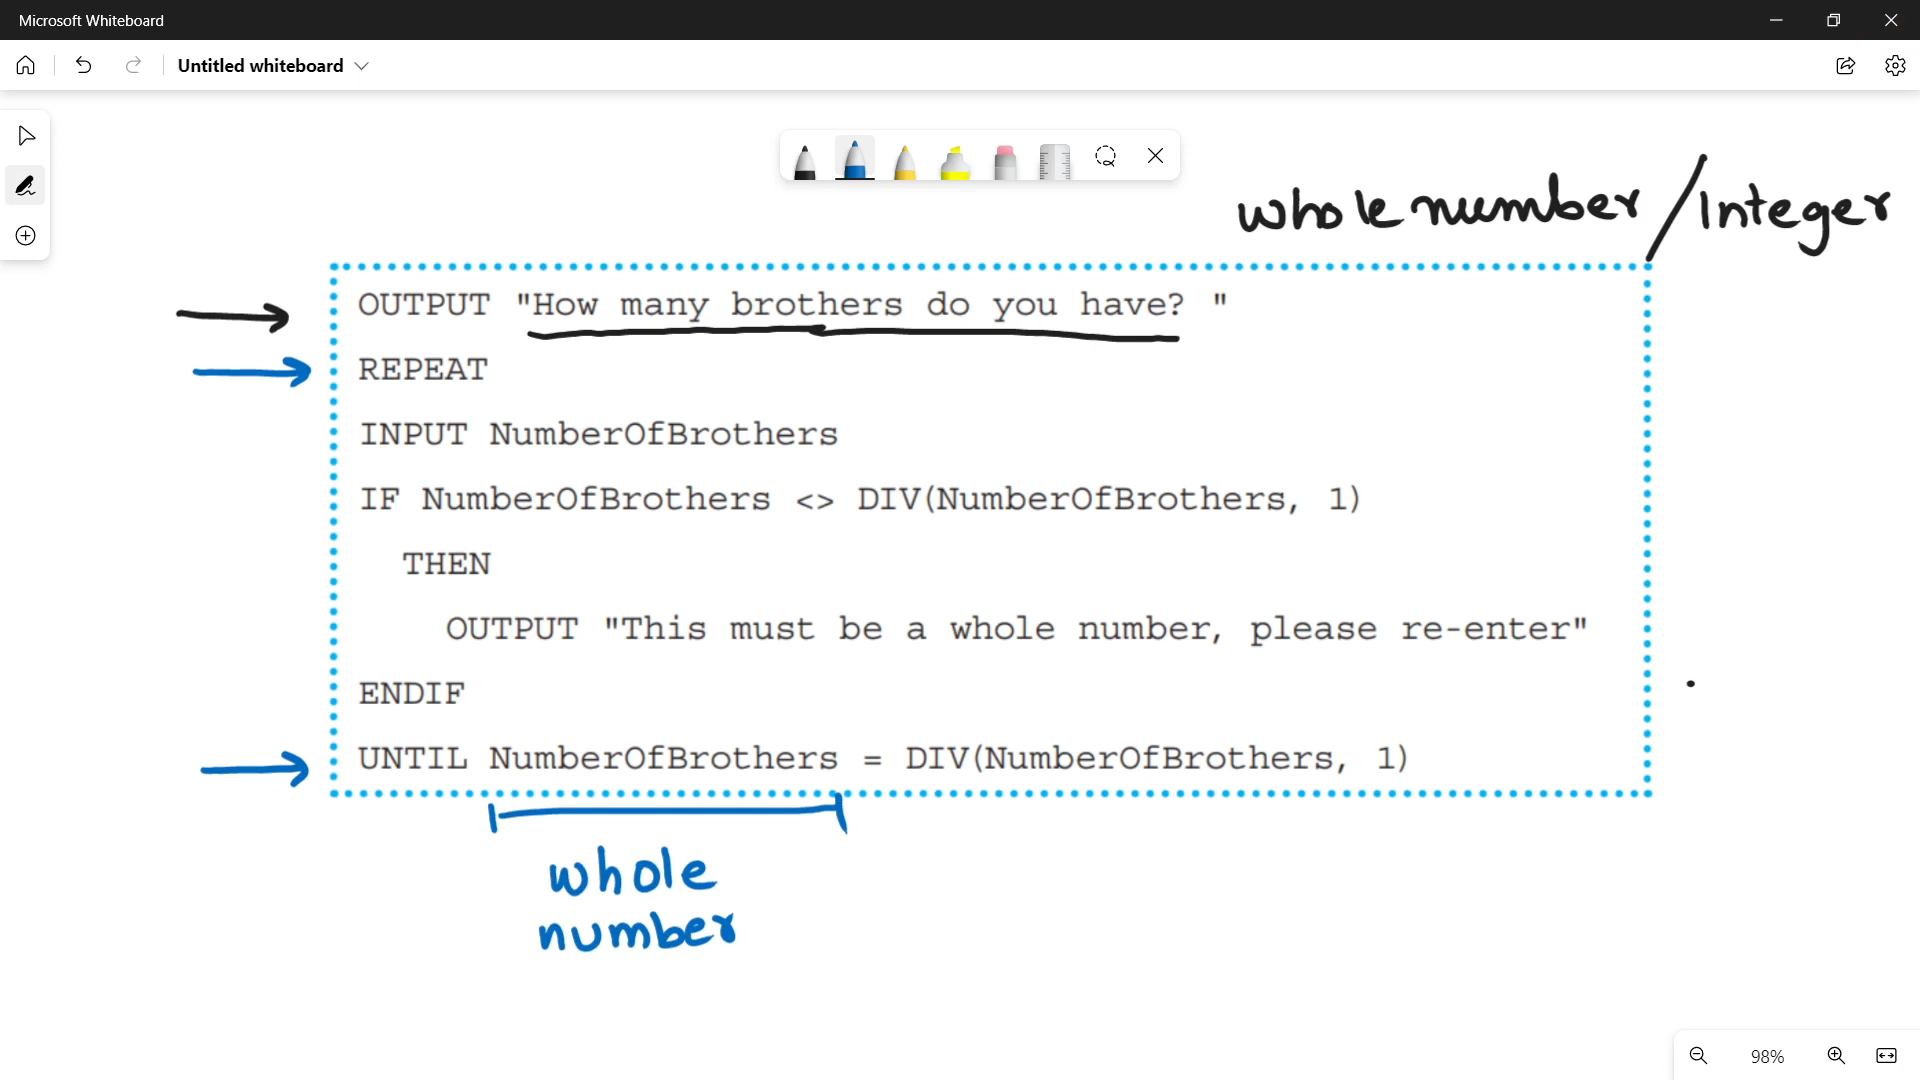 Microsoft Whiteboard
Untitled whiteboard
whole number / Integer
OUTPUT "How many brothers do you have? "
REPEAT
INPUT NumberOfBrothers
IF NumberOfBrothers <> DIV(NumberOfBrothers, 1)
THEN
OUTPUT "This must be a whole number, please re-enter"
ENDIF
UNTIL NumberOfBrothers = DIV(NumberOfBrothers, 1)
whole
number
98%